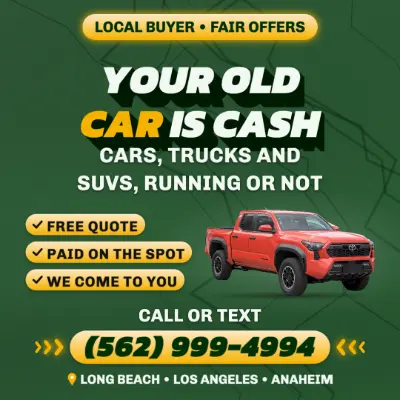 LOCAL BUYER • FAIR OFFERS
YOUR OLD
CAR IS CASH
CARS, TRUCKS AND
SUVS, RUNNING OR NOT
FREE QUOTE
PAID ON THE SPOT
WE COME TO YOU
CALL OR TEXT
(562) 999-4994
LONG BEACH • LOS ANGELES • ANAHEIM